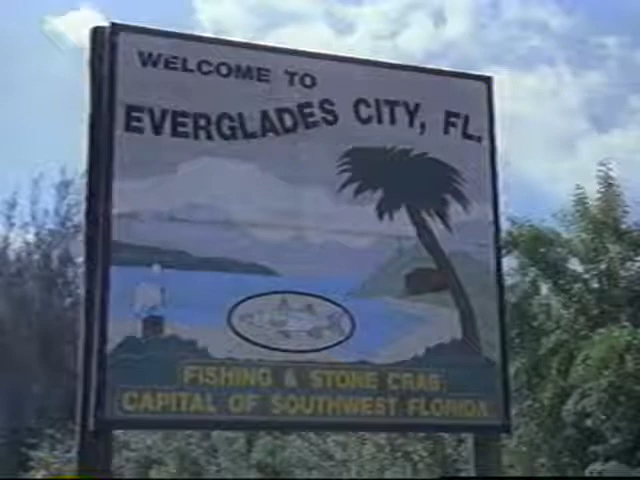 WELCOME TO
EVERGLADES CITY, FL.
FISHING & STONE CRAB
CAPITAL OF SOUTHWEST FLORIDA